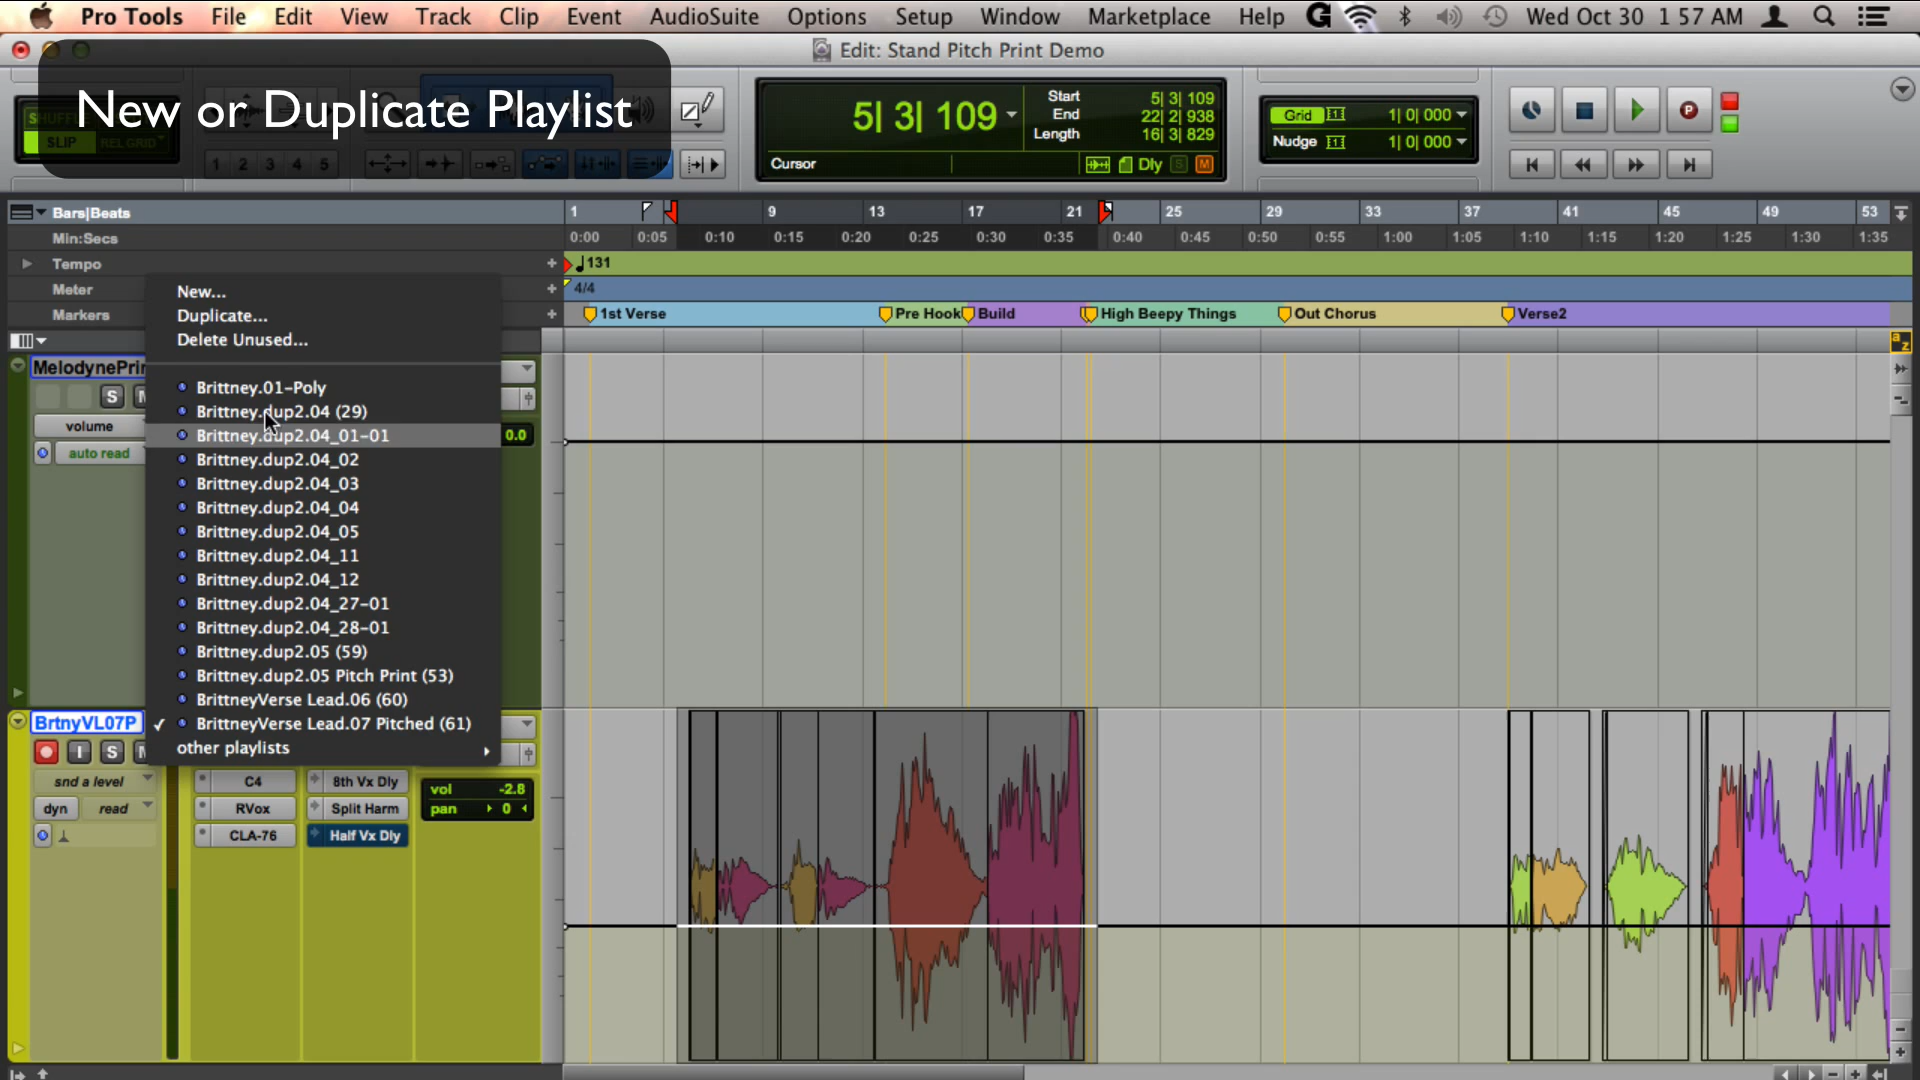 Pro Tools File Edit View Track Clip Event AudioSuite Options Setup Window Marketplace Help Wed Oct 30 1 57 AM
Edit: Stand Pitch Print Demo
New or Duplicate Playlist
SLIP REL GRID
1 2 3 4 5
5| 3| 109
Start 5| 3| 109
End 22| 2| 938
Length 16| 3| 829
Cursor Dly S M
Grid 1| 0| 000
Nudge 1| 0| 000
Bars|Beats 1 9 13 17 21 25 29 33 37 41 45 49 53
Min:Secs 0:00 0:05 0:10 0:15 0:20 0:25 0:30 0:35 0:40 0:45 0:50 0:55 1:00 1:05 1:10 1:15 1:20 1:25 1:30 1:35
Tempo + 131
Meter + 4/4
Markers + 1st Verse Pre Hook Build High Beepy Things Out Chorus Verse2
a z
New...
Duplicate...
Delete Unused...
Brittney.01-Poly
Brittney.dup2.04 (29)
Brittney.dup2.04_01-01
Brittney.dup2.04_02
Brittney.dup2.04_03
Brittney.dup2.04_04
Brittney.dup2.04_05
Brittney.dup2.04_11
Brittney.dup2.04_12
Brittney.dup2.04_27-01
Brittney.dup2.04_28-01
Brittney.dup2.05 (59)
Brittney.dup2.05 Pitch Print (53)
BrittneyVerse Lead.06 (60)
✓ BrittneyVerse Lead.07 Pitched (61)
other playlists
MelodynePrin
S M
volume
auto read
0.0
BrtnyVL07P
I S M
snd a level
dyn read
C4 8th Vx Dly
RVox Split Harm
CLA-76 Half Vx Dly
vol -2.8
pan 0